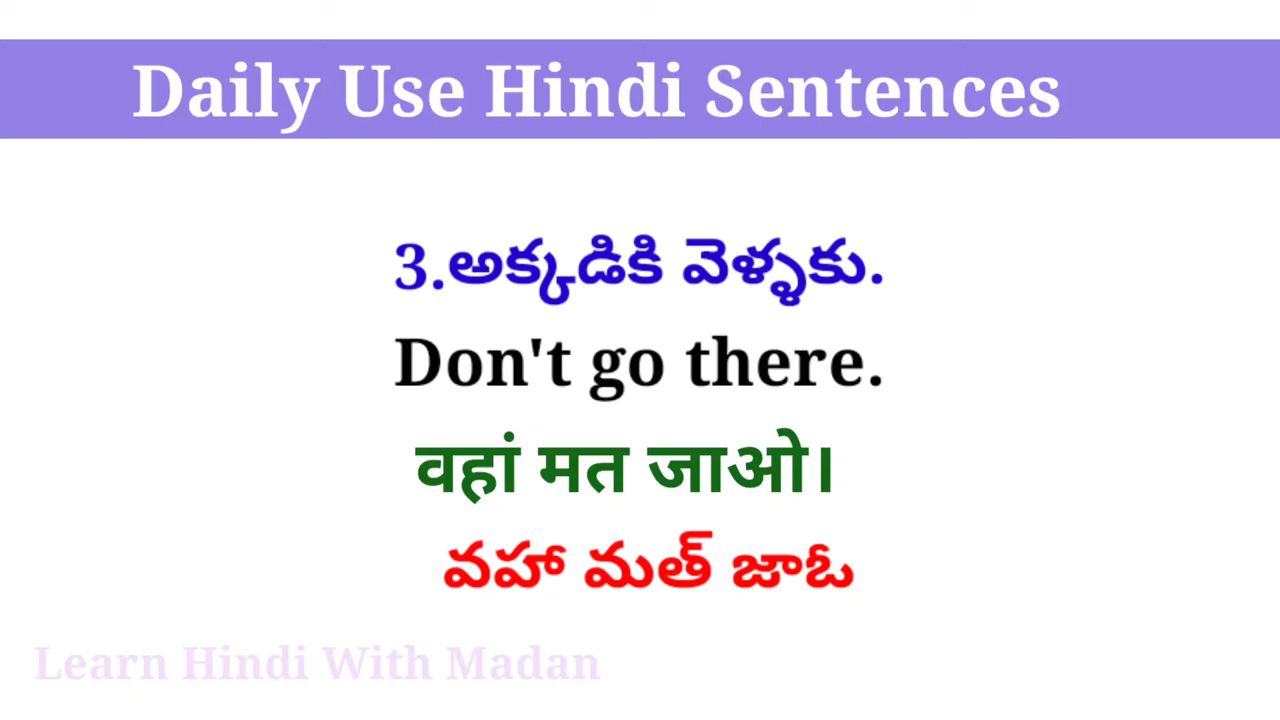 Daily Use Hindi Sentences
3.అక్కడికి వెళ్ళకు.
Don't go there.
वहां मत जाओ।
వహా మత్ జాఓ
Learn Hindi With Madan